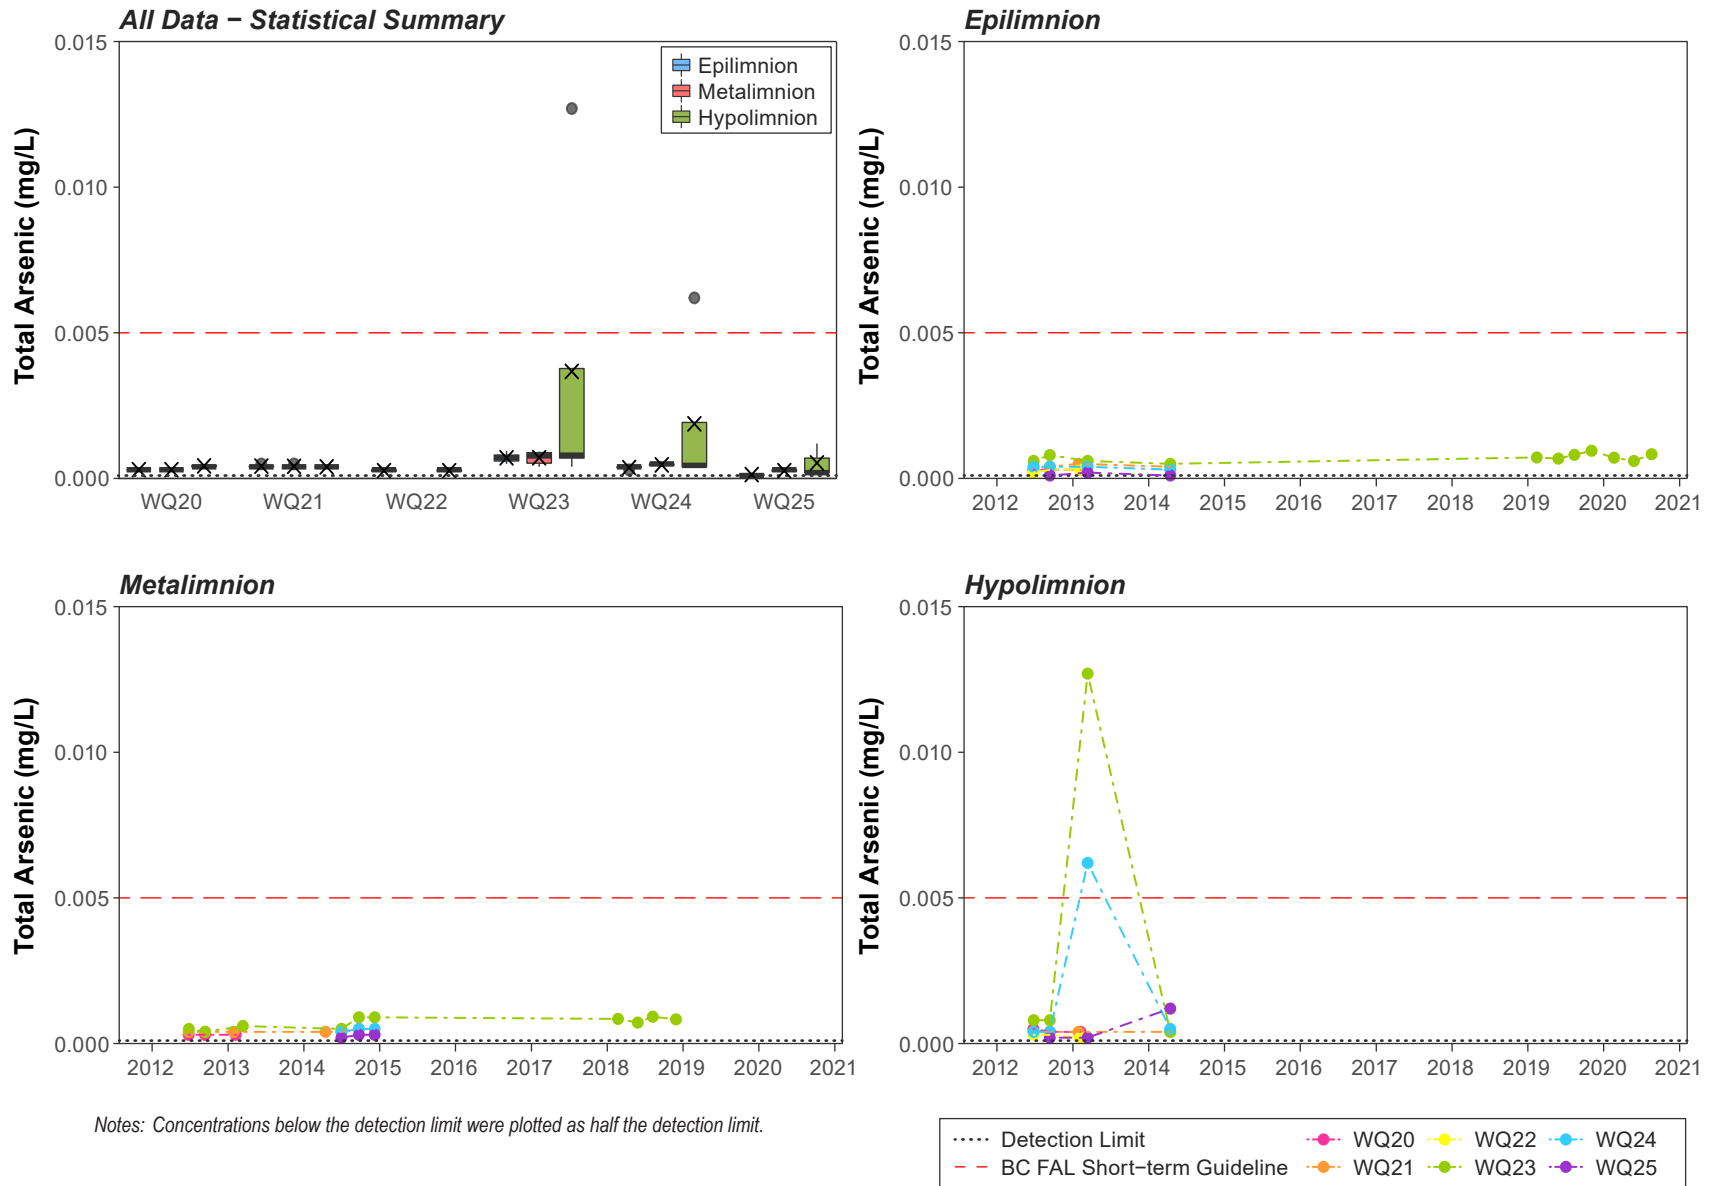 All Data − Statistical Summary
Total Arsenic (mg/L)
0.015
0.010
0.005
0.000
Epilimnion
Metalimnion
Hypolimnion
WQ20 WQ21 WQ22 WQ23 WQ24 WQ25
Epilimnion
Total Arsenic (mg/L)
0.015
0.010
0.005
0.000
2012 2013 2014 2015 2016 2017 2018 2019 2020 2021
Metalimnion
Total Arsenic (mg/L)
0.015
0.010
0.005
0.000
2012 2013 2014 2015 2016 2017 2018 2019 2020 2021
Hypolimnion
Total Arsenic (mg/L)
0.015
0.010
0.005
0.000
2012 2013 2014 2015 2016 2017 2018 2019 2020 2021
Notes: Concentrations below the detection limit were plotted as half the detection limit.
Detection Limit WQ20 WQ22 WQ24
BC FAL Short−term Guideline WQ21 WQ23 WQ25